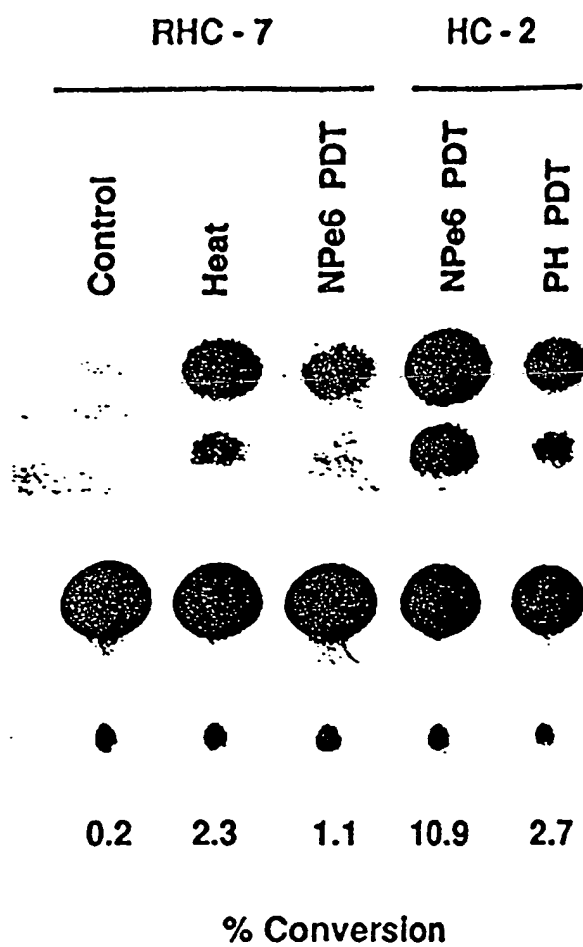 RHC - 7 HC - 2
Control Heat NPe6 PDT NPe6 PDT PH PDT
0.2 2.3 1.1 10.9 2.7
% Conversion